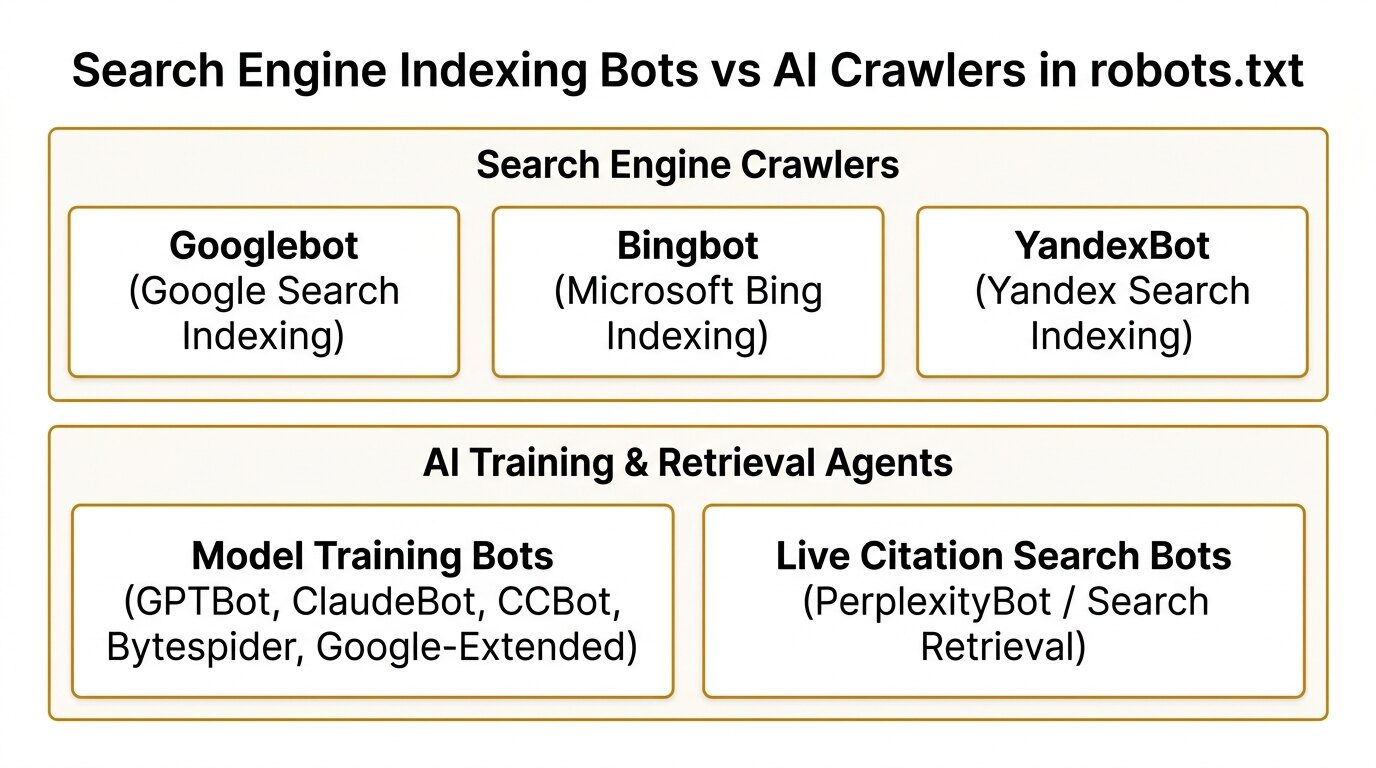 Search Engine Indexing Bots vs AI Crawlers in robots.txt
Search Engine Crawlers
Googlebot
(Google Search
Indexing)
Bingbot
(Microsoft Bing
Indexing)
YandexBot
(Yandex Search
Indexing)
AI Training & Retrieval Agents
Model Training Bots
(GPTBot, ClaudeBot, CCBot,
Bytespider, Google-Extended)
Live Citation Search Bots
(PerplexityBot / Search
Retrieval)